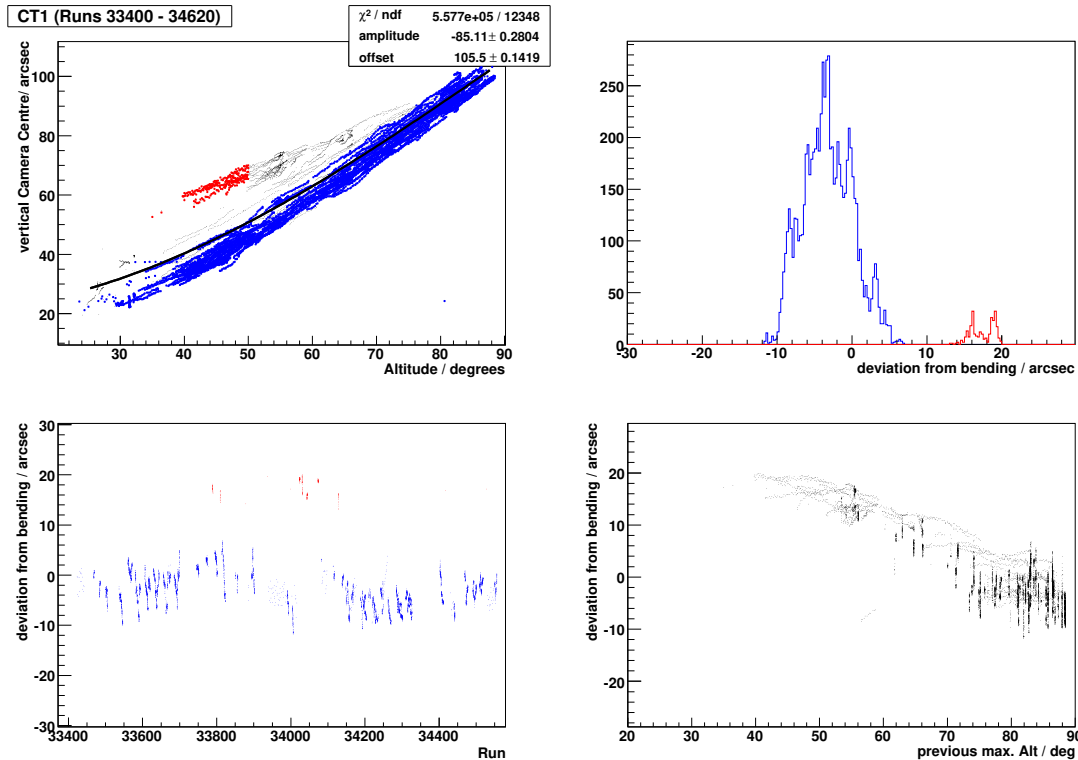 CT1 (Runs 33400 - 34620)
χ² / ndf 5.577e+05 / 12348
amplitude -85.11 ± 0.2804
offset 105.5 ± 0.1419
vertical Camera Centre/ arcsec
100
80
60
40
20
30 40 50 60 70 80 90
Altitude / degrees
250
200
150
100
50
0
-30 -20 -10 0 10 20
deviation from bending / arcsec
deviation from bending / arcsec
30
20
10
0
-10
-20
-30
33400 33600 33800 34000 34200 34400
Run
deviation from bending / arcsec
20
10
0
-10
-20
20 30 40 50 60 70 80 90
previous max. Alt / deg